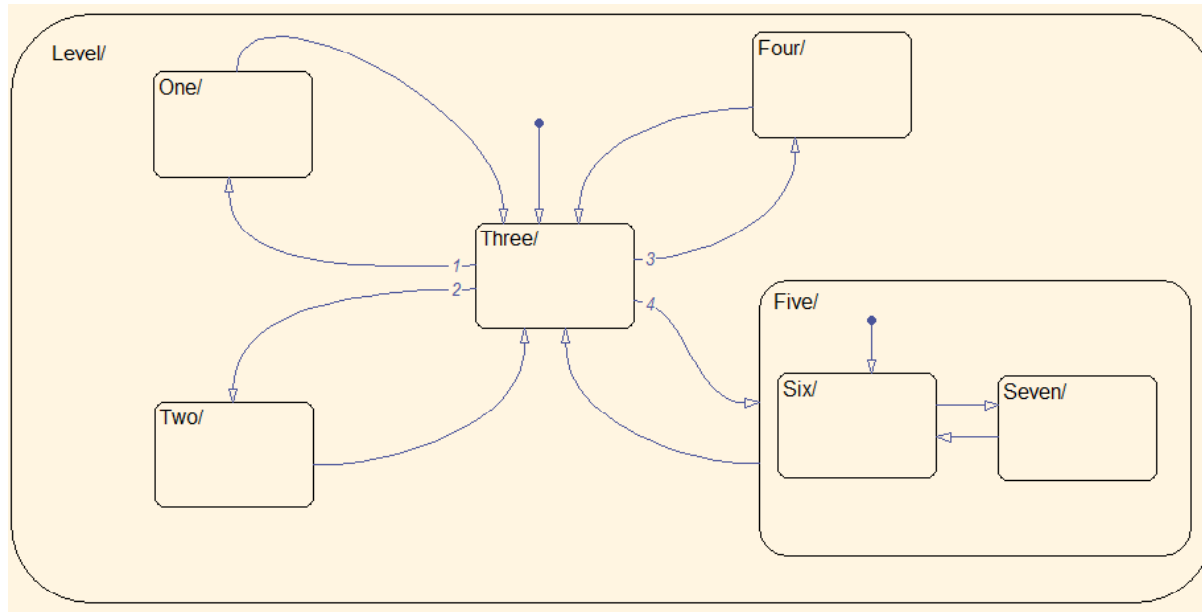 Level/
One/
Four/
Three/
1
2
3
4
Five/
Six/
Seven/
Two/